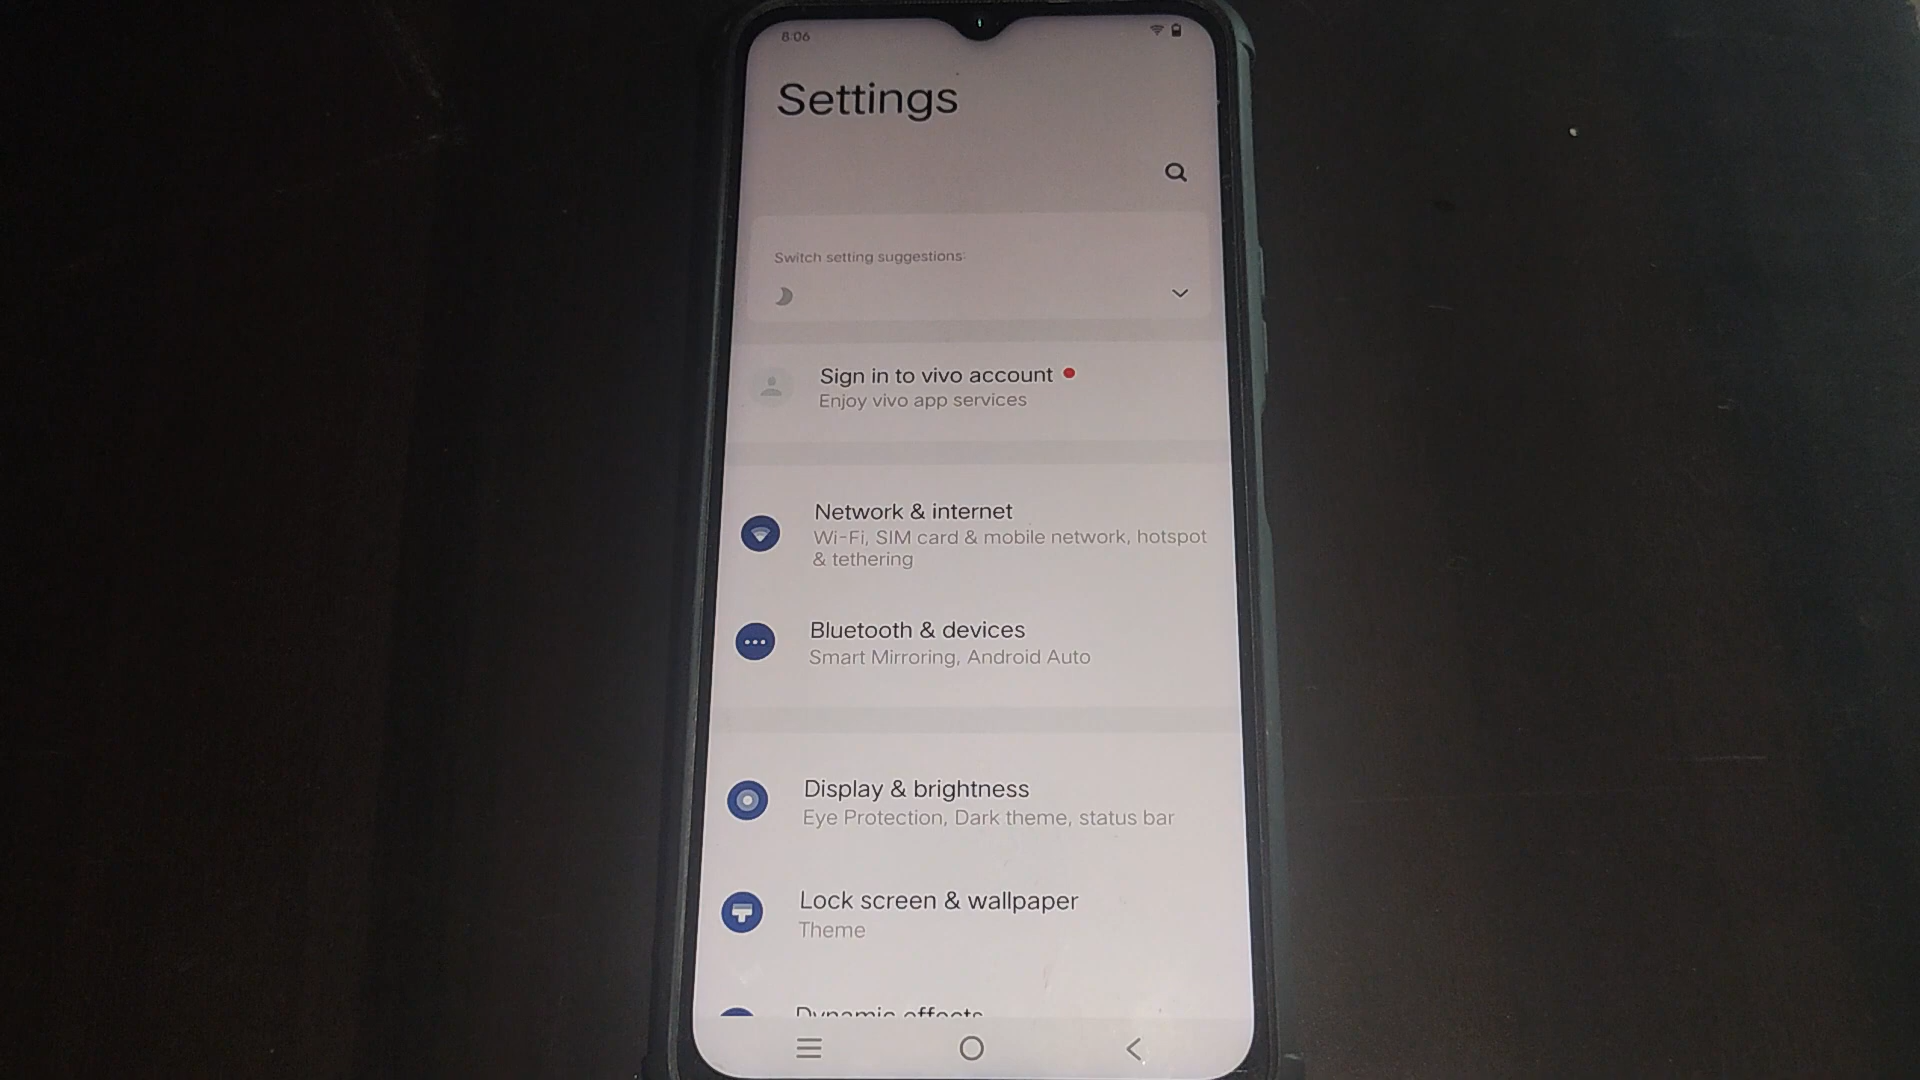 8:06
Settings
Switch setting suggestions
Sign in to vivo account
Enjoy vivo app services
Network & internet
Wi-Fi, SIM card & mobile network, hotspot
& tethering
Bluetooth & devices
Smart Mirroring, Android Auto
Display & brightness
Eye Protection, Dark theme, status bar
Lock screen & wallpaper
Theme
Dynamic effects